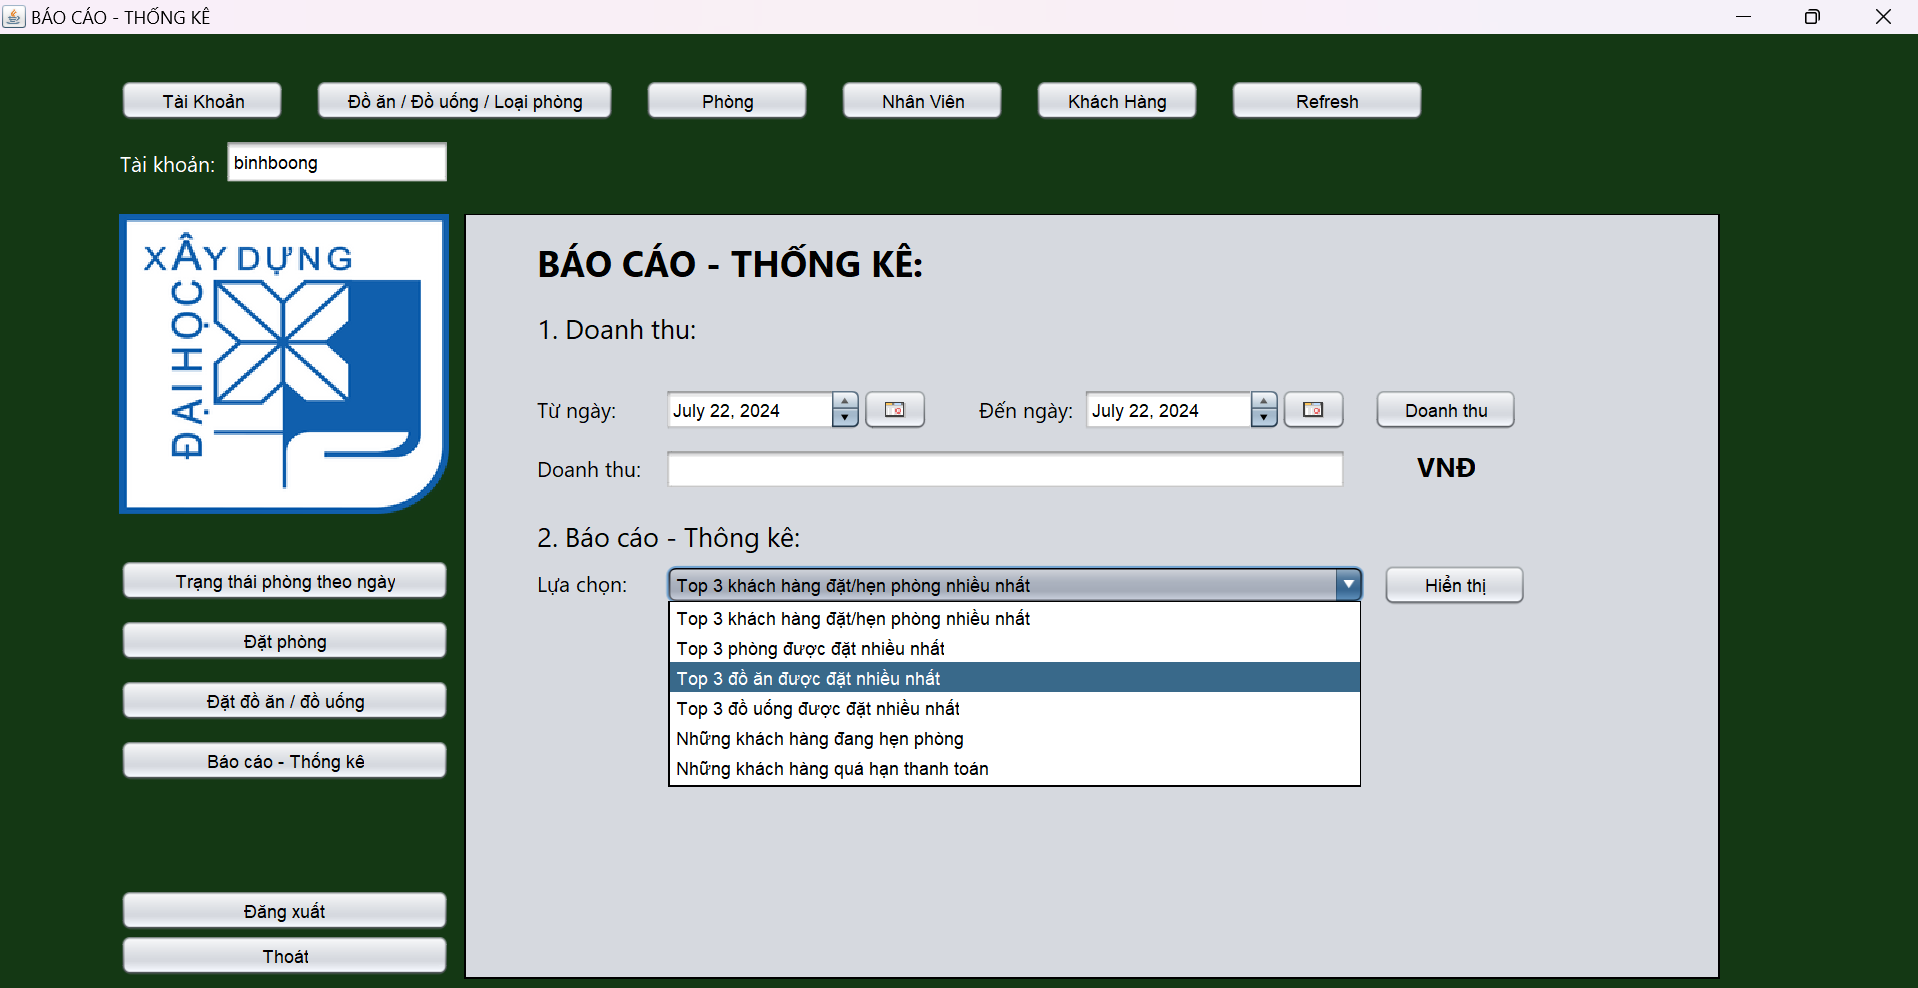 BÁO CÁO - THỐNG KÊ
Tài Khoản
Đồ ăn / Đồ uống / Loại phòng
Phòng
Nhân Viên
Khách Hàng
Refresh
Tài khoản: binhboong
XÂY DỰNG
ĐẠI HỌC
BÁO CÁO - THỐNG KÊ:
1. Doanh thu:
Từ ngày: July 22, 2024 Đến ngày: July 22, 2024 Doanh thu
Doanh thu: VNĐ
2. Báo cáo - Thông kê:
Lựa chọn: Top 3 khách hàng đặt/hẹn phòng nhiều nhất Hiển thị
Top 3 khách hàng đặt/hẹn phòng nhiều nhất
Top 3 phòng được đặt nhiều nhất
Top 3 đồ ăn được đặt nhiều nhất
Top 3 đồ uống được đặt nhiều nhất
Những khách hàng đang hẹn phòng
Những khách hàng quá hạn thanh toán
Trạng thái phòng theo ngày
Đặt phòng
Đặt đồ ăn / đồ uống
Báo cáo - Thống kê
Đăng xuất
Thoát